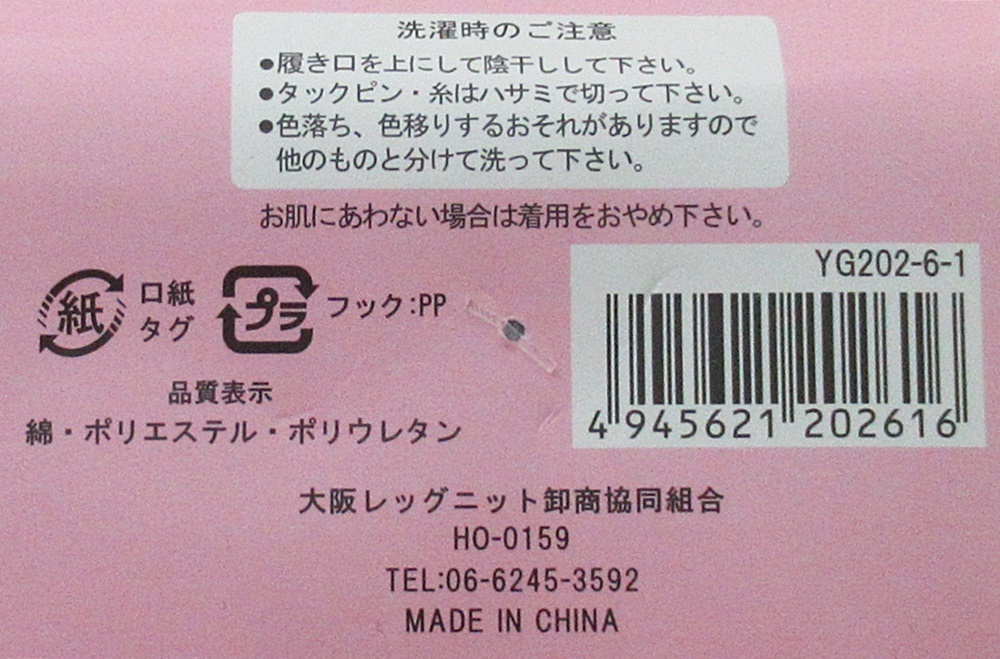 洗濯時のご注意
●履き口を上にして陰干しして下さい。
●タックピン・糸はハサミで切って下さい。
●色落ち、色移りするおそれがありますので
他のものと分けて洗って下さい。
お肌にあわない場合は着用をおやめ下さい。
紙
口紙
タグ
プラ
フック:PP
YG202-6-1
4 945621 202616
品質表示
綿・ポリエステル・ポリウレタン
大阪レッグニット卸商協同組合
HO-0159
TEL:06-6245-3592
MADE IN CHINA